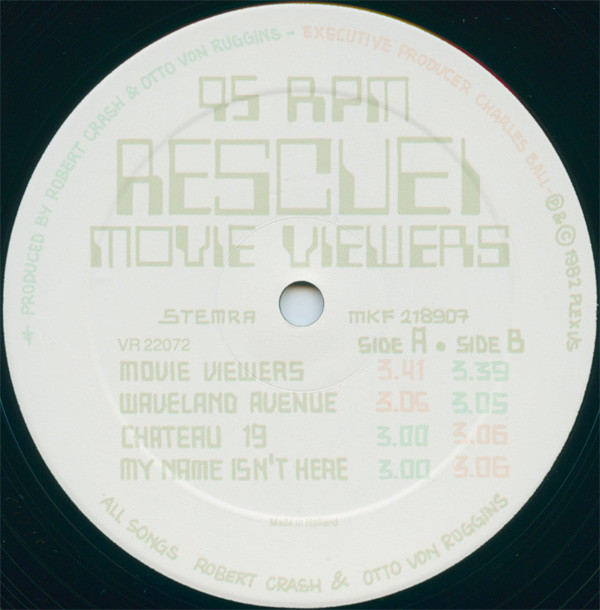 * PRODUCED BY ROBERT CRASH & OTTO VON RUGGINS - EXECUTIVE PRODUCER CHARLES BALL - ℗ & © 1982 PLEXUS
45 RPM
RESCUE!
MOVIE VIEWERS
STEMRA MKF 218907
VR 22072 SIDE A • SIDE B
MOVIE VIEWERS 3.41 3.39
WAVELAND AVENUE 3.05 3.05
CHATEAU 19 3.00 3.06
MY NAME ISN'T HERE 3.00 3.06
Made in Holland
ALL SONGS ROBERT CRASH & OTTO VON RUGGINS